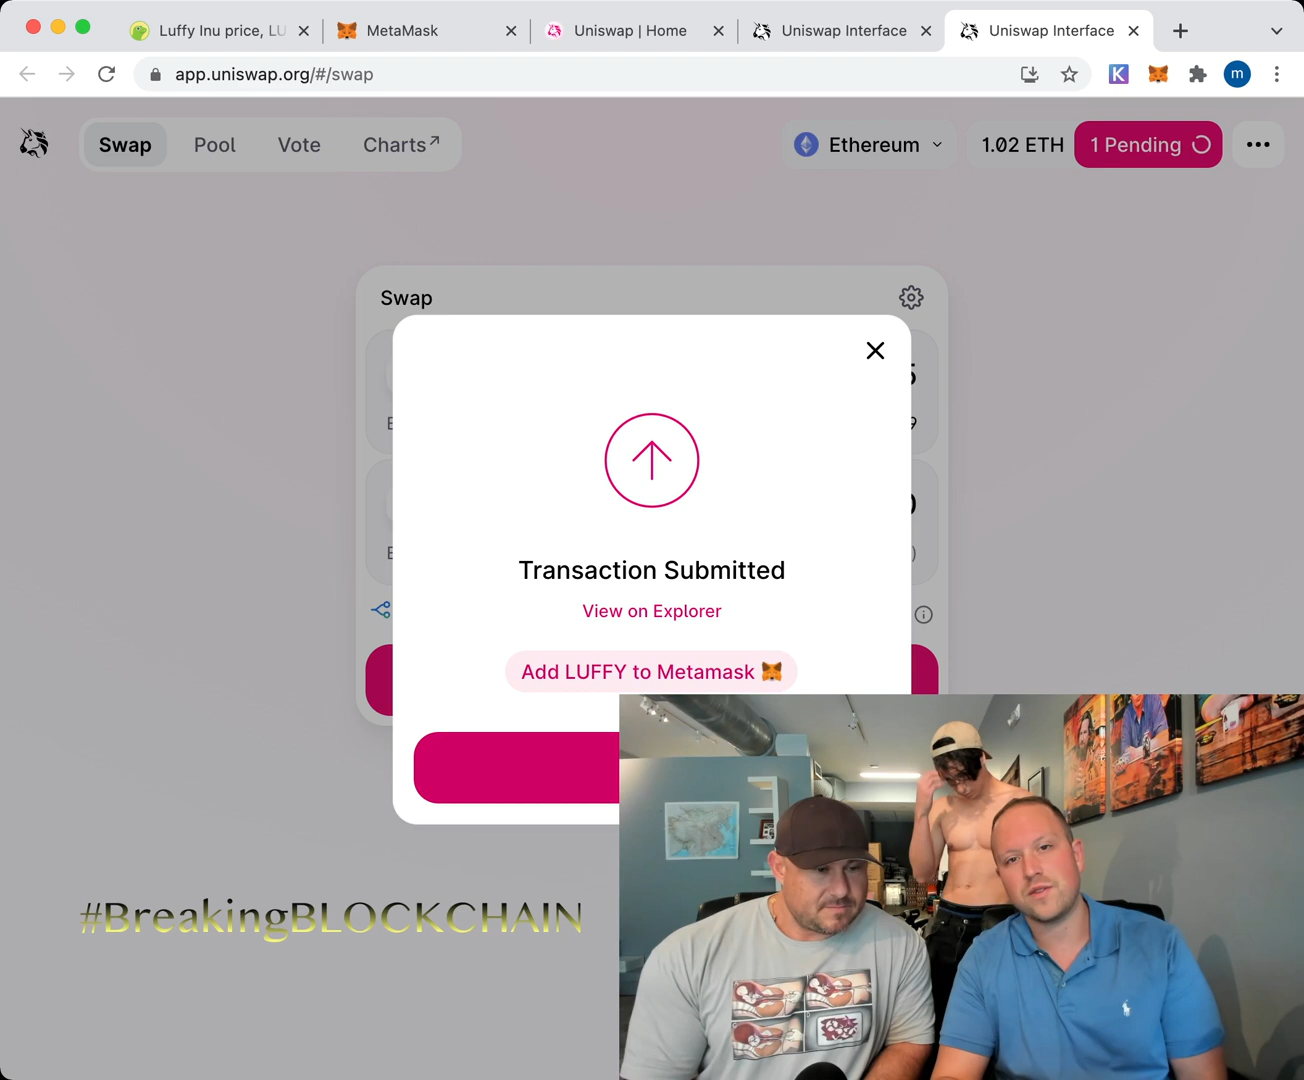 Luffy Inu price, LU
MetaMask
Uniswap | Home
Uniswap Interface
Uniswap Interface
app.uniswap.org/#/swap
K
m
Swap
Pool
Vote
Charts↗
Ethereum
1.02 ETH
1 Pending
Swap
Transaction Submitted
View on Explorer
Add LUFFY to Metamask
#BreakingBLOCKCHAIN